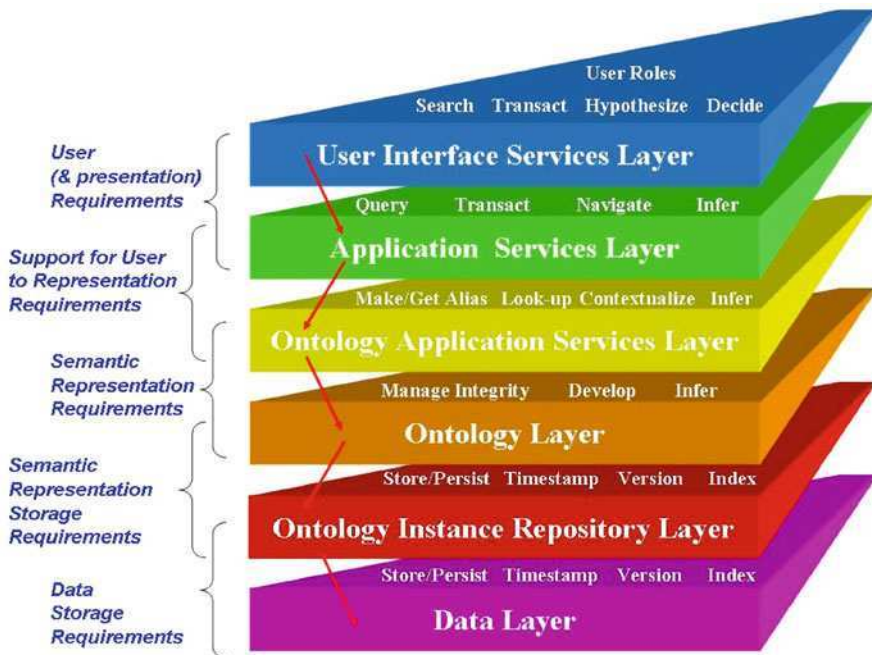 User Roles
Search Transact Hypothesize Decide
User Interface Services Layer
User
(& presentation)
Requirements
Query Transact Navigate Infer
Application Services Layer
Support for User
to Representation
Requirements
Make/Get Alias Look-up Contextualize Infer
Ontology Application Services Layer
Semantic
Representation
Requirements
Manage Integrity Develop Infer
Ontology Layer
Semantic
Representation
Storage
Requirements
Store/Persist Timestamp Version Index
Ontology Instance Repository Layer
Store/Persist Timestamp Version Index
Data
Storage
Requirements
Data Layer